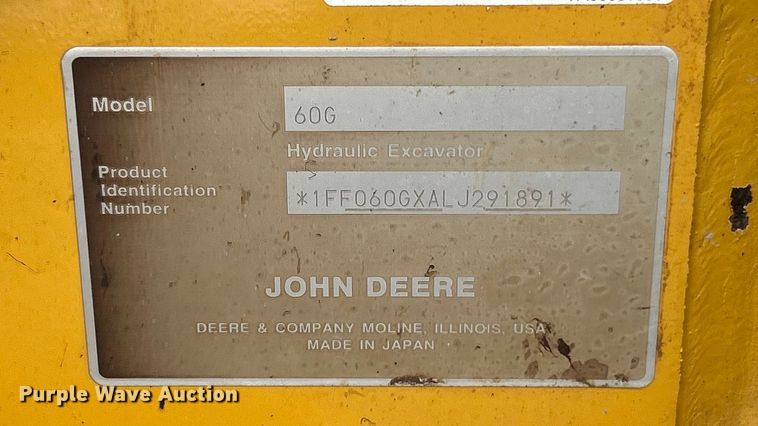 Model
60G
Hydraulic Excavator
Product
Identification
Number
*1FF060GXALJ291891*
JOHN DEERE
DEERE & COMPANY MOLINE, ILLINOIS, USA
MADE IN JAPAN
Purple Wave Auction